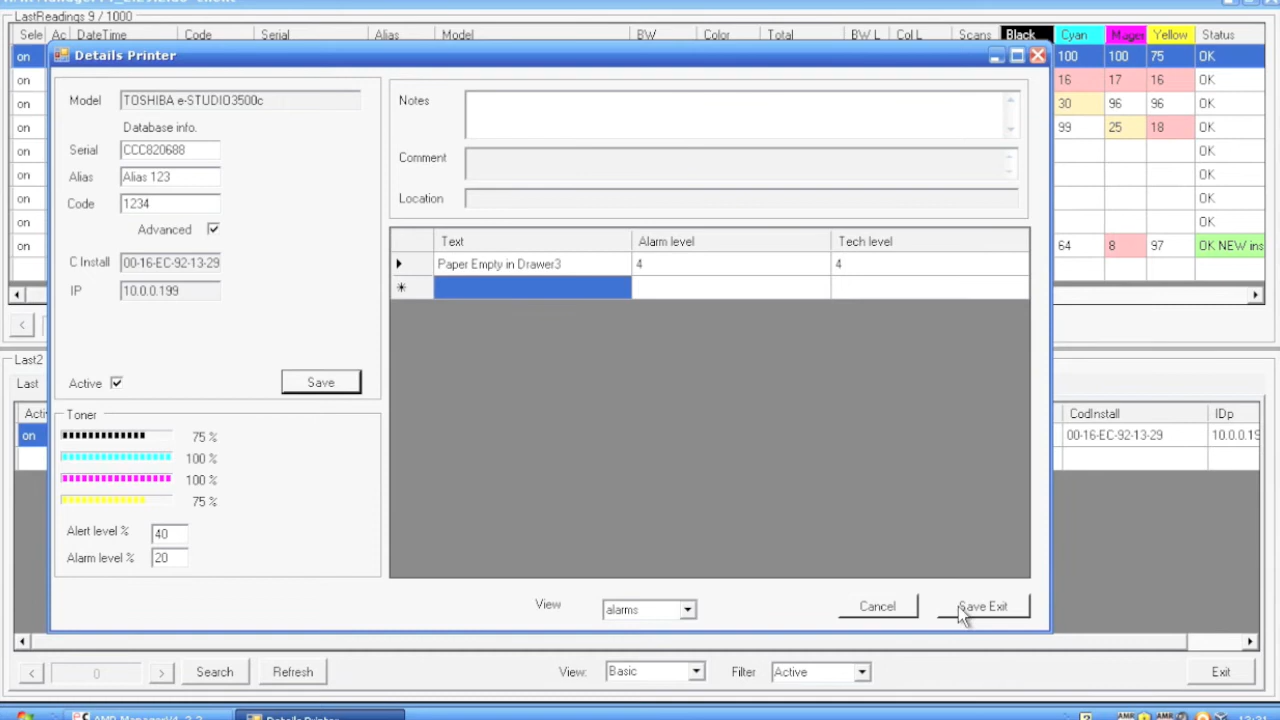 LastReadings 9 / 1000
Sele Ac DateTime Code Serial Alias Model BW Color Total BW L Col L Scans Black Cyan Mager Yellow Status
on 100 100 75 OK
on 16 17 16 OK
on 30 96 96 OK
on 99 25 18 OK
on OK
on OK
on OK
on OK
on 64 8 97 OK NEW ins
Details Printer
Model TOSHIBA e-STUDIO3500c
Database info.
Serial CCC820688
Alias Alias 123
Code 1234
Advanced
C Install 00-16-EC-92-13-29
IP 10.0.0.199
Active Save
Notes
Comment
Location
Text Alarm level Tech level
Paper Empty in Drawer3 4 4
Toner
75 %
100 %
100 %
75 %
Alert level % 40
Alarm level % 20
View alarms Cancel Save Exit
Last2
Last
Acti CodInstall IDp
on 00-16-EC-92-13-29 10.0.0.19
< 0 > Search Refresh View: Basic Filter Active Exit
Details Printer